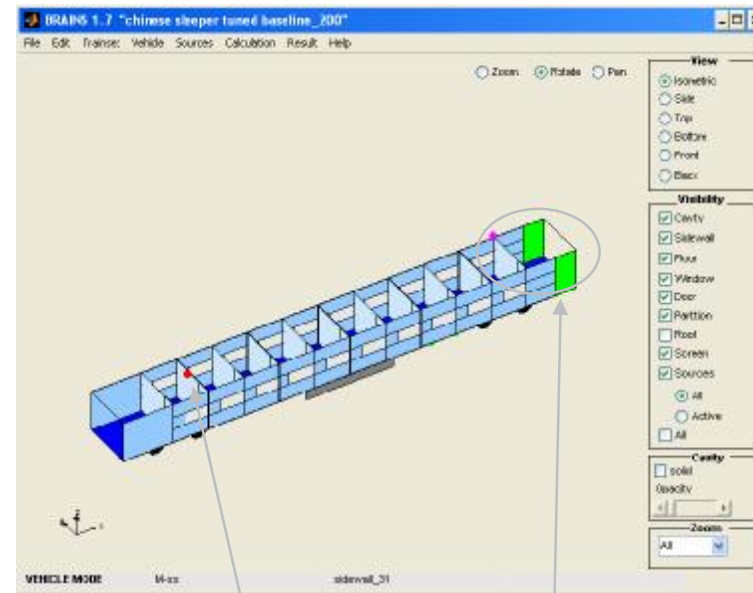 BRAINS 1.7 "chinese sleeper tuned baseline_200"
File Edit Trainset Vehicle Sources Calculation Result Help
Zoom Rotate Pan
View
Isometric
Side
Top
Bottom
Front
Back
Visibility
Cavity
Sidewall
Floor
Window
Door
Partition
Roof
Screen
Sources
All
Active
All
Cavity
solid
Opacity
Zoom
All
VEHICLE MODE
sidewall_31